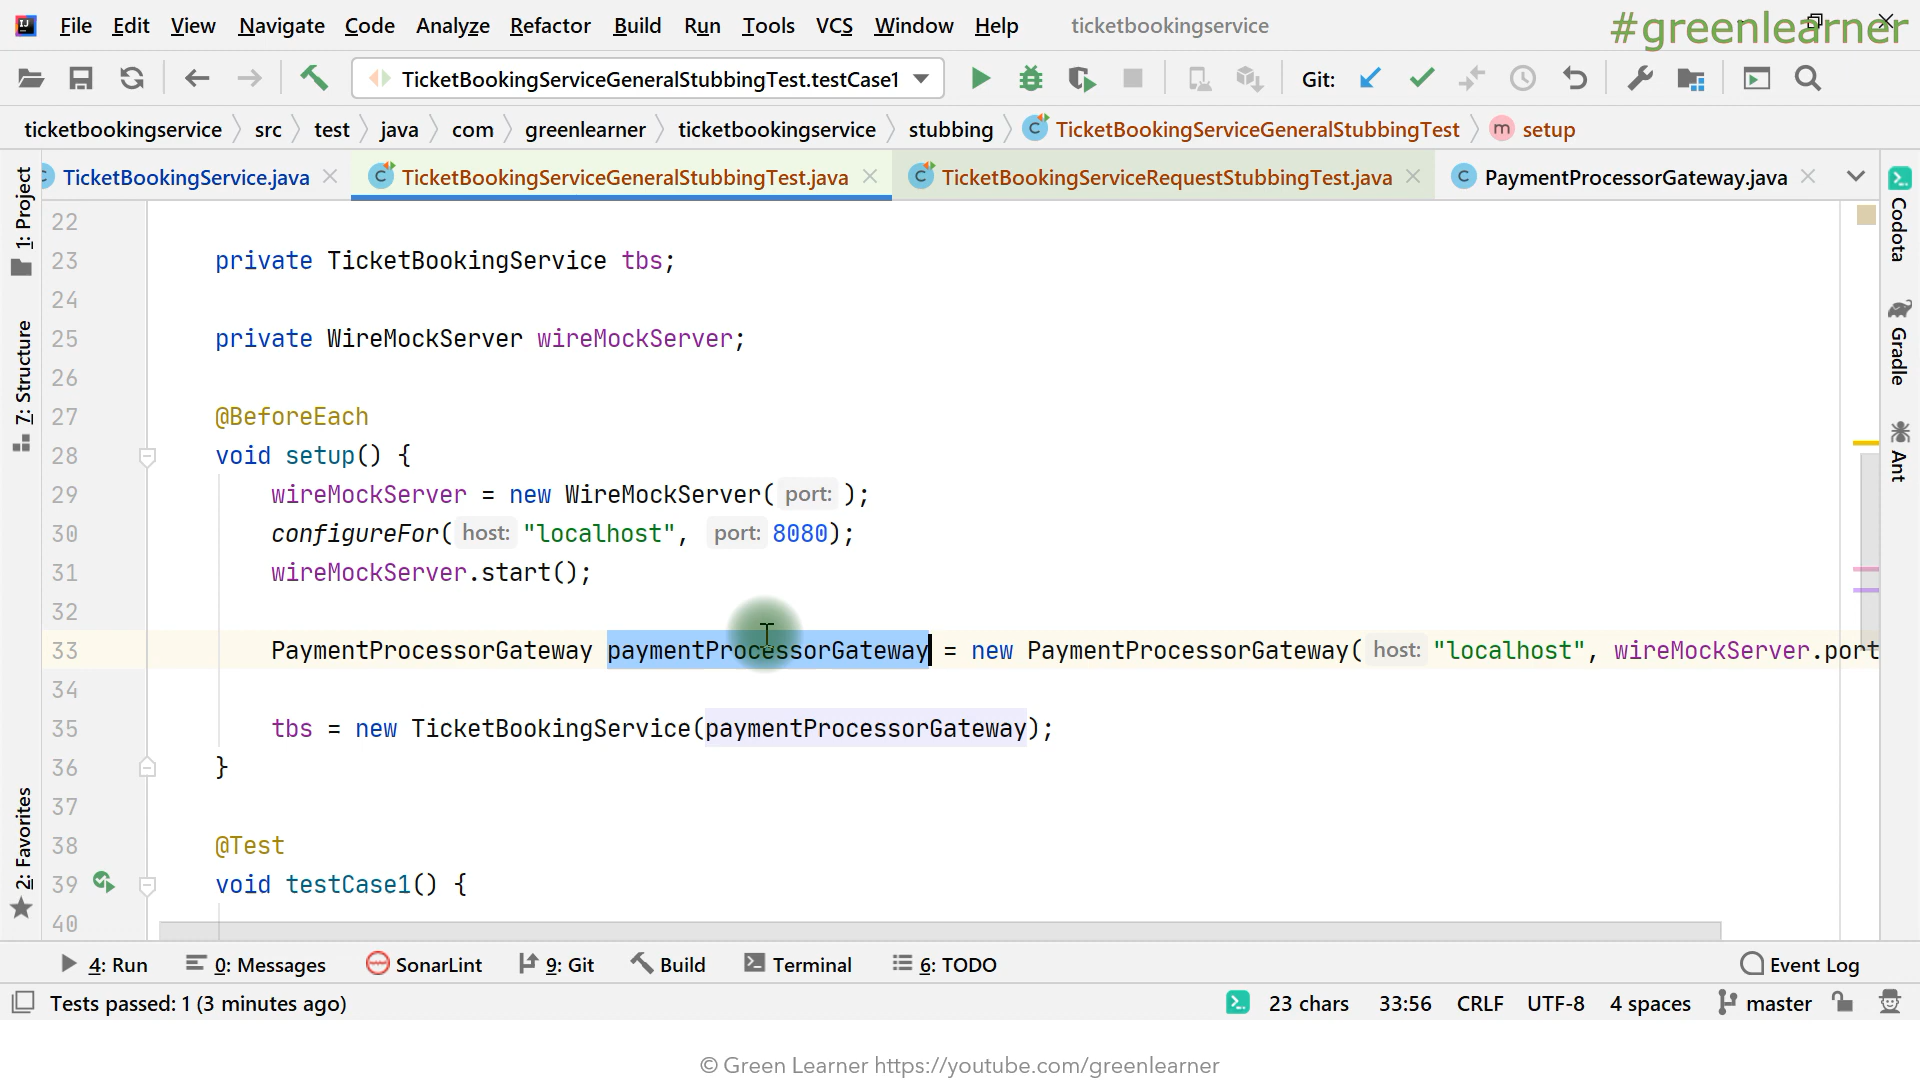 File Edit View Navigate Code Analyze Refactor Build Run Tools VCS Window Help ticketbookingservice #greenlearner
TicketBookingServiceGeneralStubbingTest.testCase1 Git:
ticketbookingservice src test java com greenlearner ticketbookingservice stubbing TicketBookingServiceGeneralStubbingTest setup
TicketBookingService.java TicketBookingServiceGeneralStubbingTest.java TicketBookingServiceRequestStubbingTest.java PaymentProcessorGateway.java
1: Project
7: Structure
2: Favorites
22
23 private TicketBookingService tbs;
24
25 private WireMockServer wireMockServer;
26
27 @BeforeEach
28 void setup() {
29 wireMockServer = new WireMockServer( port: );
30 configureFor( host: "localhost", port: 8080);
31 wireMockServer.start();
32
33 PaymentProcessorGateway paymentProcessorGateway = new PaymentProcessorGateway( host: "localhost", wireMockServer.port
34
35 tbs = new TicketBookingService(paymentProcessorGateway);
36 }
37
38 @Test
39 void testCase1() {
40
Codota
Gradle
Ant
4: Run 0: Messages SonarLint 9: Git Build Terminal 6: TODO Event Log
Tests passed: 1 (3 minutes ago) 23 chars 33:56 CRLF UTF-8 4 spaces master
© Green Learner https://youtube.com/greenlearner